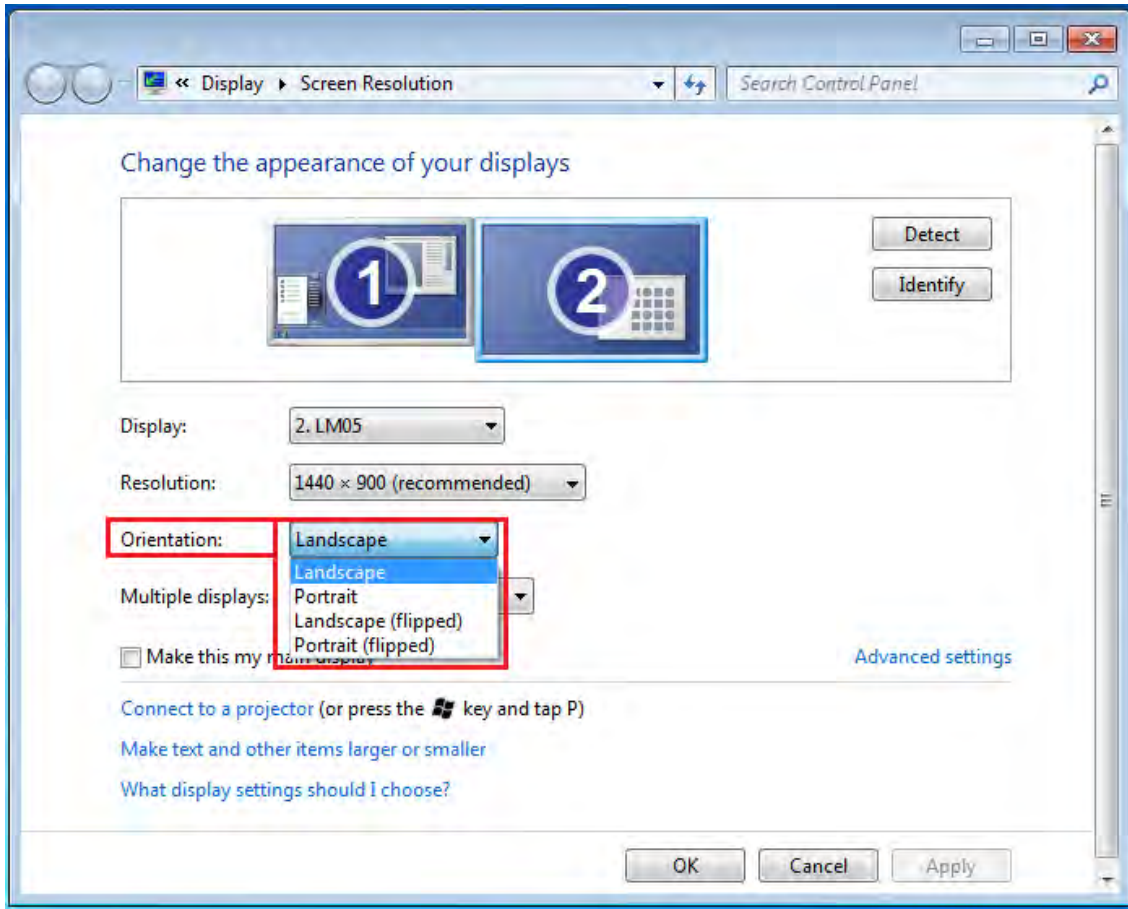 « Display ▸ Screen Resolution
Search Control Panel
Change the appearance of your displays
1
2
Detect
Identify
Display:
2. LM05
Resolution:
1440 × 900 (recommended)
Orientation:
Landscape
Landscape
Portrait
Landscape (flipped)
Portrait (flipped)
Multiple displays:
Make this my main display
Advanced settings
Connect to a projector (or press the key and tap P)
Make text and other items larger or smaller
What display settings should I choose?
OK
Cancel
Apply